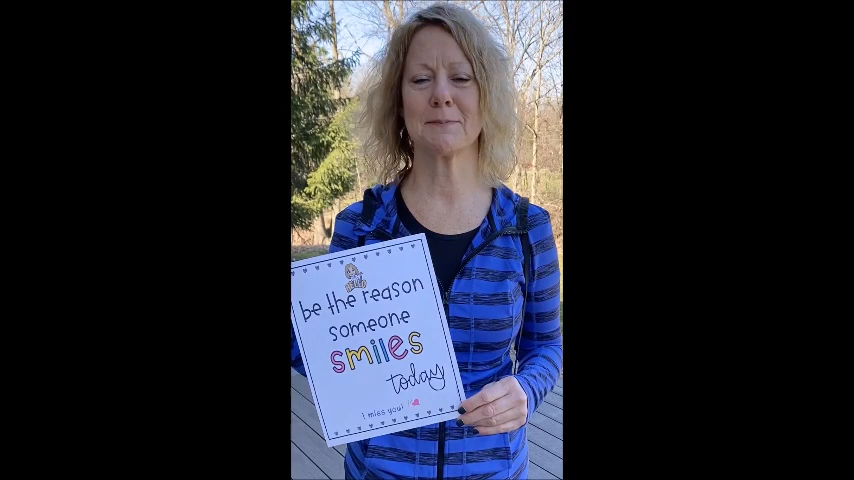 be the reason
someone
smiles
today
i miss you!